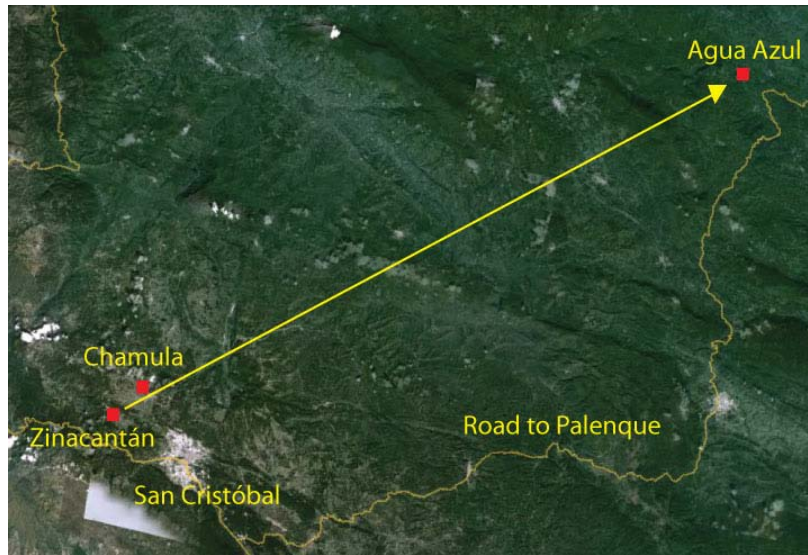 Agua Azul
Chamula
Zinacantán
Road to Palenque
San Cristóbal